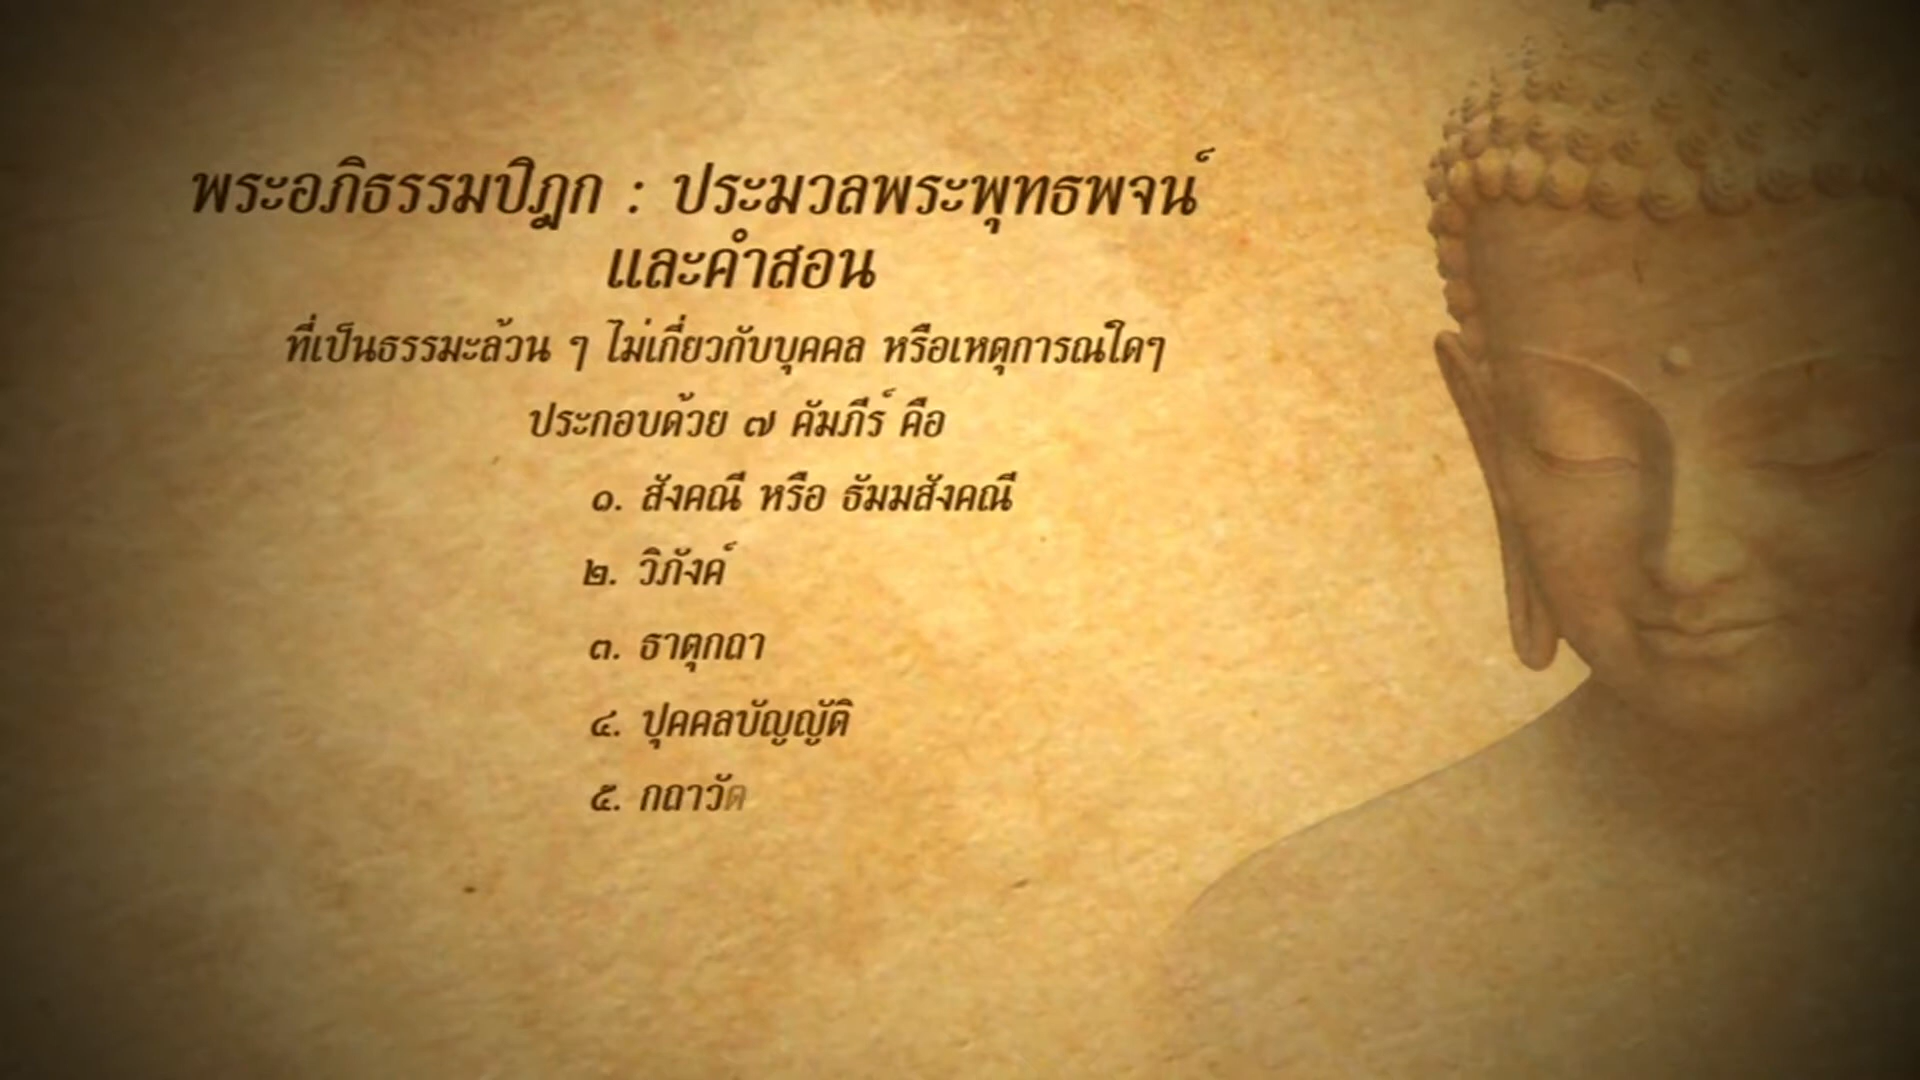 พระอภิธรรมปิฎก : ประมวลพระพุทธพจน์
และคำสอน
ที่เป็นธรรมะล้วน ๆ ไม่เกี่ยวกับบุคคล หรือเหตุการณ์ใดๆ
ประกอบด้วย ๗ คัมภีร์ คือ
๑. สังคณี หรือ ธัมมสังคณี
๒. วิภังค์
๓. ธาตุกถา
๔. ปุคคลบัญญัติ
๕. กถาวัด